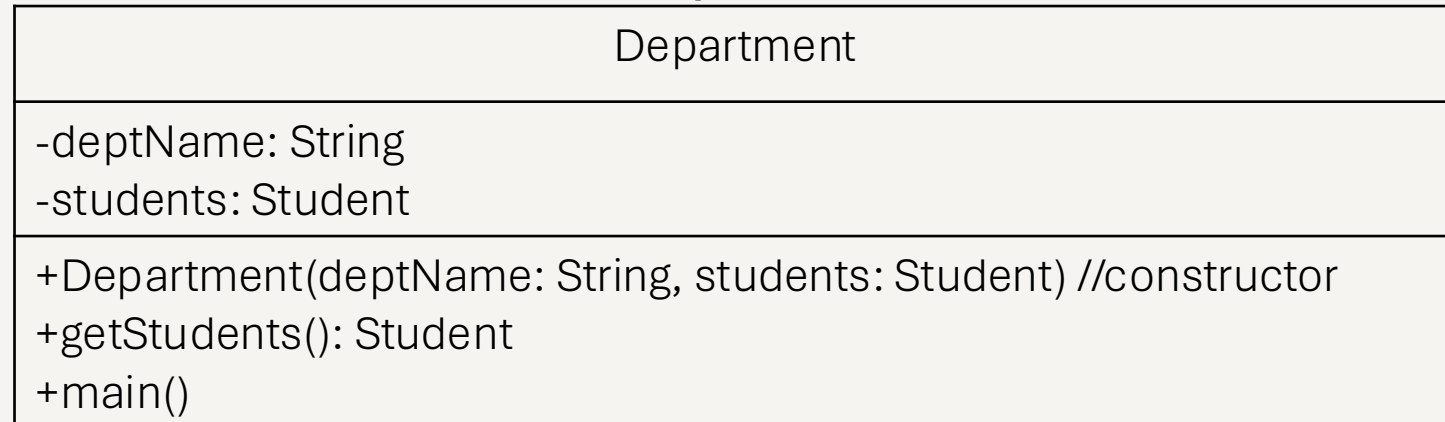 Department
-deptName: String
-students: Student
+Department(deptName: String, students: Student) //constructor
+getStudents(): Student
+main()